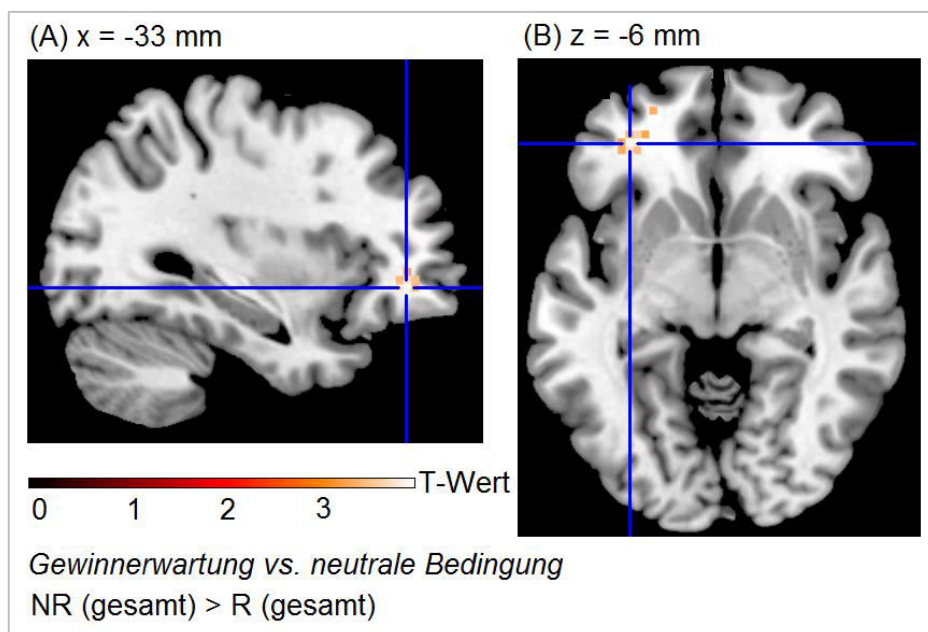 (A) x = -33 mm
(B) z = -6 mm
T-Wert
0 1 2 3
Gewinnerwartung vs. neutrale Bedingung
NR (gesamt) > R (gesamt)